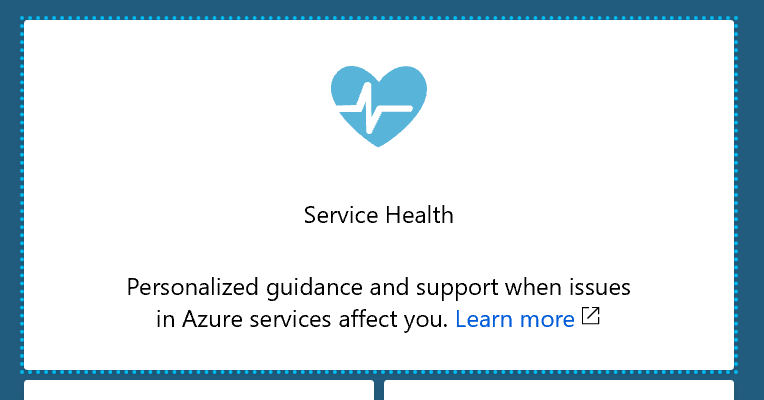 Service Health
Personalized guidance and support when issues
in Azure services affect you. Learn more